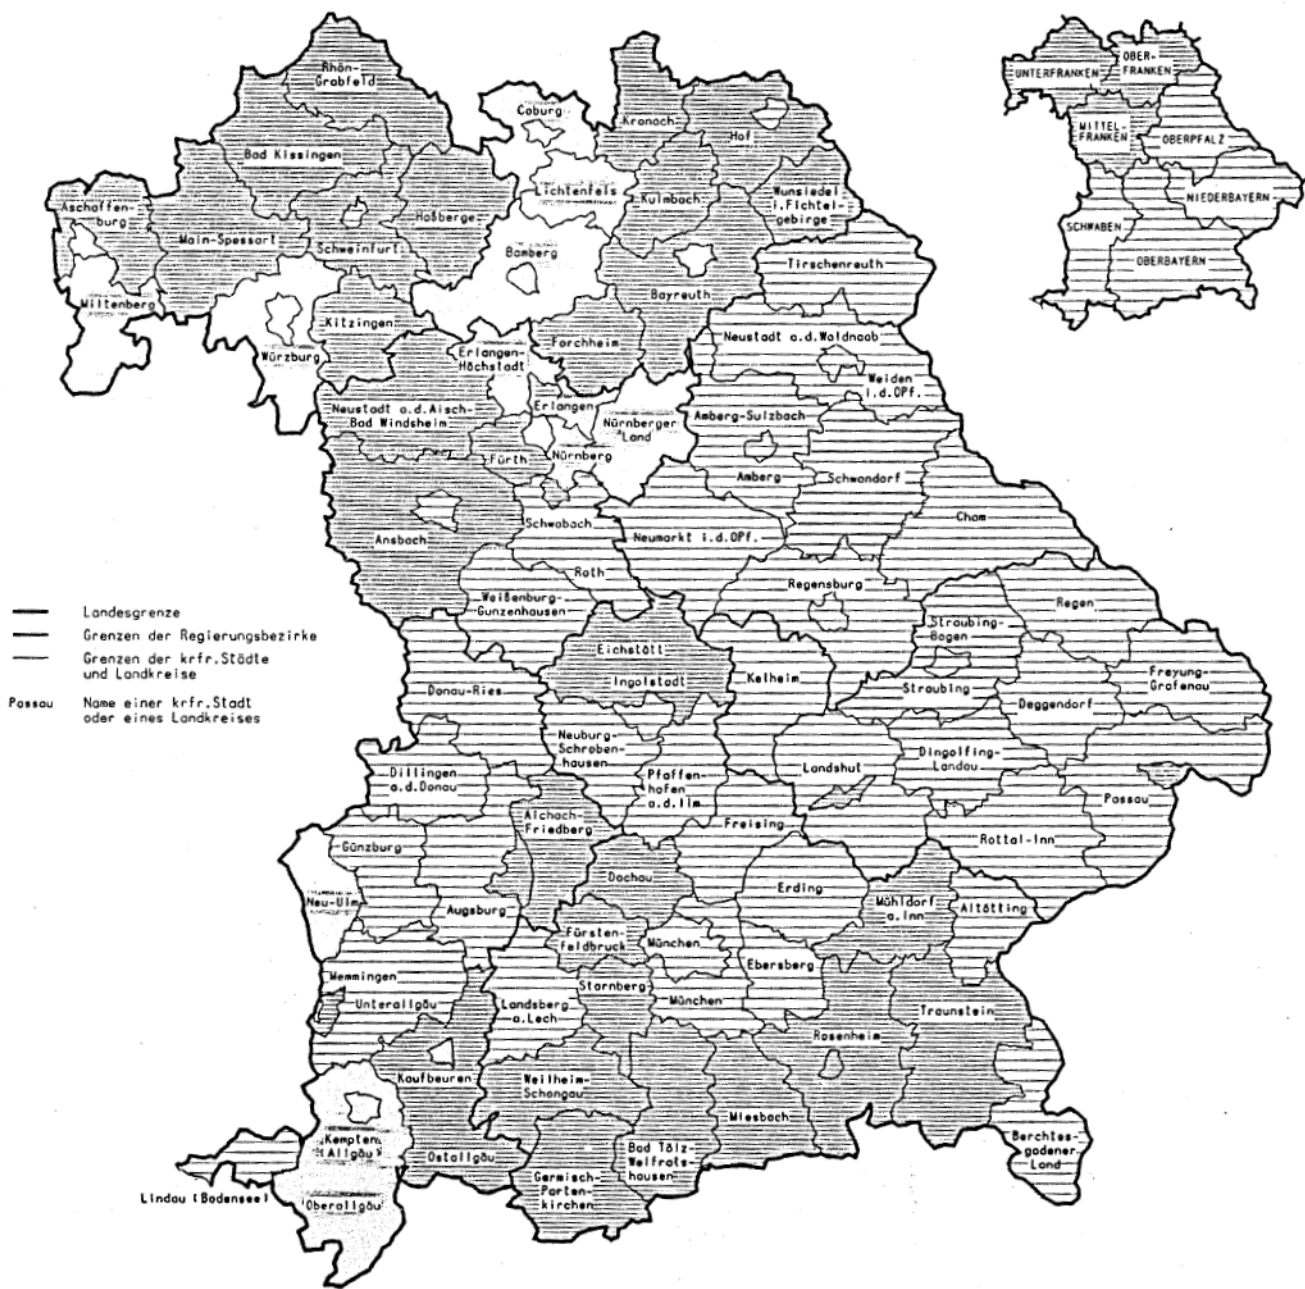 Rhön-
Grabfeld
Coburg
Kronach
Hof
Bad Kissingen
Lichtenfels
Kulmbach
Wunsiedel
i.Fichtel-
gebirge
Aschaffen-
burg
Haßberge
Main-Spessart
Schweinfurt
Bamberg
Tirschenreuth
Bayreuth
Miltenberg
Kitzingen
Würzburg
Erlangen-
Höchstadt
Forchheim
Neustadt a.d.Waldnaab
Weiden
i.d.OPf.
Neustadt a.d.Aisch-
Bad Windsheim
Erlangen
Nürnberger
Land
Amberg-Sulzbach
Fürth
Nürnberg
Amberg
Schwandorf
Cham
Ansbach
Schwabach
Neumarkt i.d.OPf.
Roth
Regensburg
Weißenburg-
Gunzenhausen
Regen
Straubing-
Bogen
Eichstätt
Ingolstadt
Kelheim
Straubing
Freyung-
Grafenau
Donau-Ries
Deggendorf
Neuburg-
Schroben-
hausen
Dingolfing-
Landau
Landshut
Dillingen
a.d.Donau
Pfaffen-
hofen
a.d.Ilm
Passau
Aichach-
Friedberg
Freising
Rottal-Inn
Günzburg
Dachau
Erding
Mühldorf
a.Inn
Altötting
Neu-Ulm
Augsburg
Fürsten-
feldbruck
München
Ebersberg
Memmingen
Unterallgäu
Starnberg
Landsberg
a.Lech
München
Traunstein
Rosenheim
Kaufbeuren
Weilheim-
Schongau
Miesbach
Kempten
(Allgäu)
Ostallgäu
Bad Tölz-
Wolfrats-
hausen
Berchtes-
gadener
Land
Garmisch-
Parten-
kirchen
Lindau (Bodensee)
Oberallgäu
UNTERFRANKEN
OBER-
FRANKEN
MITTEL-
FRANKEN
OBERPFALZ
NIEDERBAYERN
SCHWABEN
OBERBAYERN
Landesgrenze
Grenzen der Regierungsbezirke
Grenzen der krfr.Städte
und Landkreise
Passau
Name einer krfr.Stadt
oder eines Landkreises